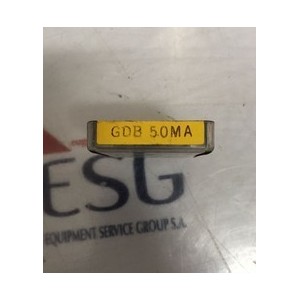 GDB 50MA
ESG
EQUIPMENT SERVICE GROUP S.A.